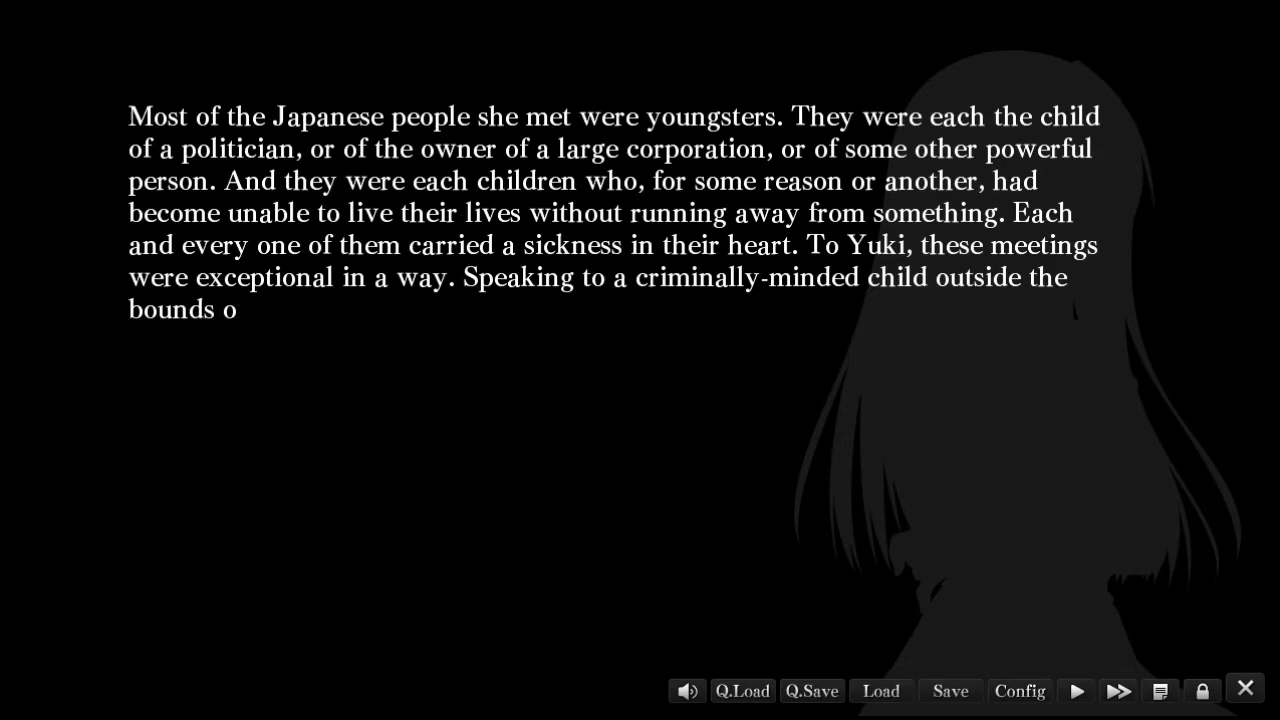 Most of the Japanese people she met were youngsters. They were each the child
of a politician, or of the owner of a large corporation, or of some other powerful
person. And they were each children who, for some reason or another, had
become unable to live their lives without running away from something. Each
and every one of them carried a sickness in their heart. To Yuki, these meetings
were exceptional in a way. Speaking to a criminally-minded child outside the
bounds o
Q.Load Q.Save Load Save Config